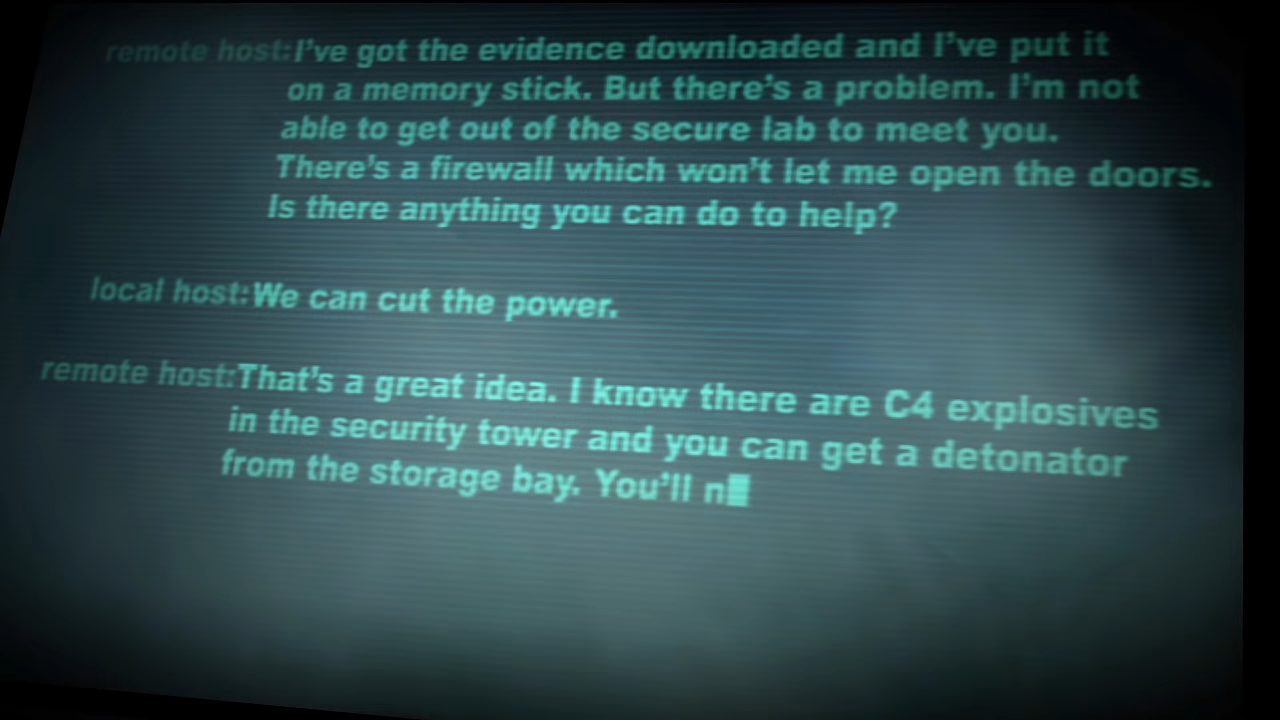 remote host:I've got the evidence downloaded and I've put it
on a memory stick. But there's a problem. I'm not
able to get out of the secure lab to meet you.
There's a firewall which won't let me open the doors.
Is there anything you can do to help?
local host:We can cut the power.
remote host:That's a great idea. I know there are C4 explosives
in the security tower and you can get a detonator
from the storage bay. You'll n